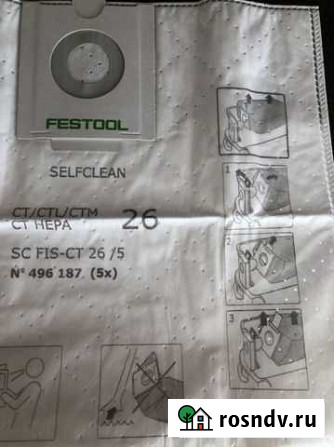 FESTOOL
SELFCLEAN
CT/CTL/CTM
CT HEPA
26
SC FIS-CT 26 /5
N° 496 187 (5x)
1
2
3
rosndv.ru